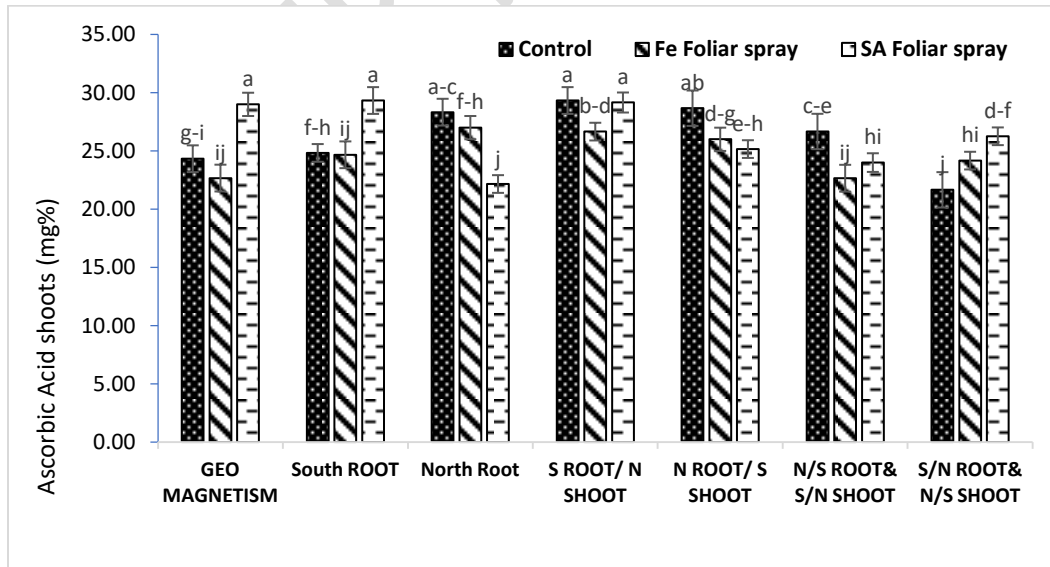 35.00
30.00
25.00
20.00
15.00
10.00
5.00
0.00
Ascorbic Acid shoots (mg%)
Control
Fe Foliar spray
SA Foliar spray
g-i
ij
a
f-h
ij
a
a-c
f-h
j
a
b-d
a
ab
d-g
e-h
c-e
ij
hi
j
hi
d-f
GEO
MAGNETISM
South ROOT
North Root
S ROOT/ N
SHOOT
N ROOT/ S
SHOOT
N/S ROOT&
S/N SHOOT
S/N ROOT&
N/S SHOOT